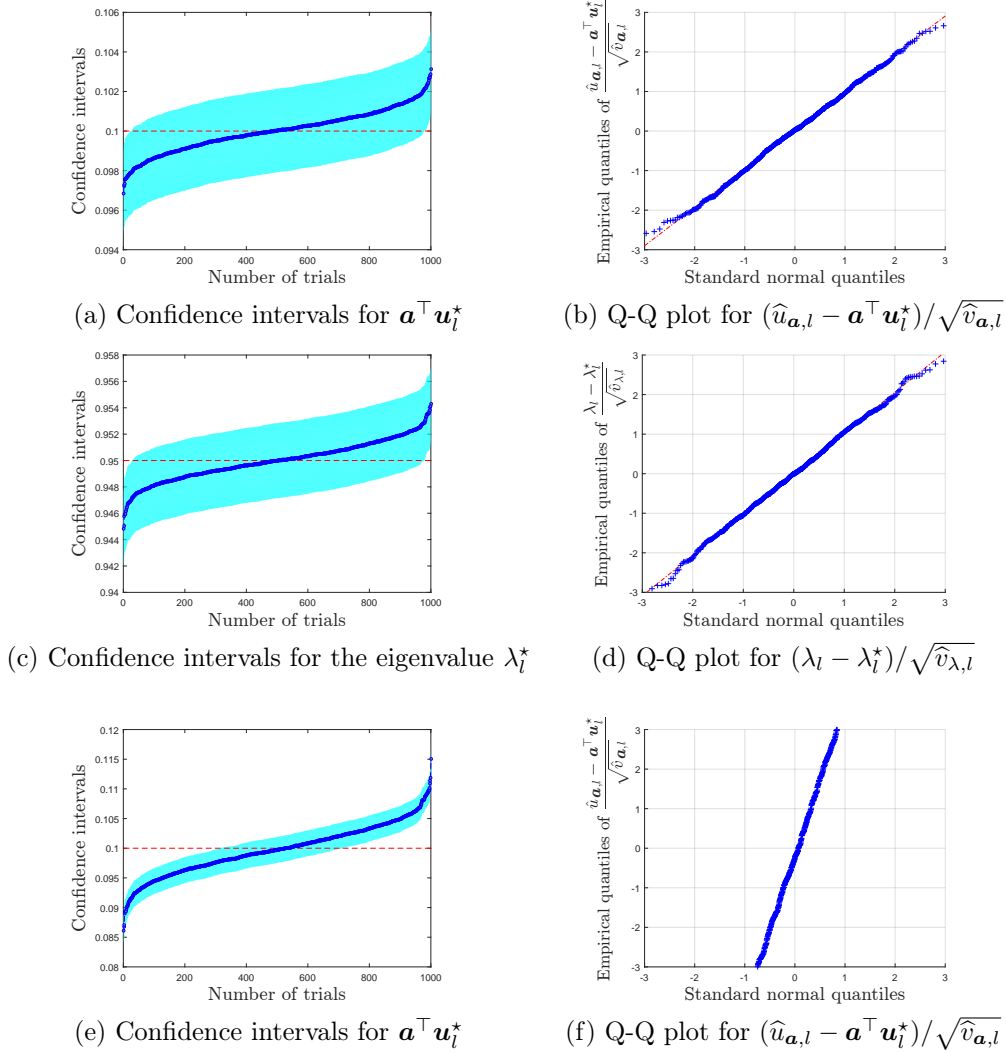 0.106
0.104
0.102
0.1
0.098
0.096
0.094
Confidence intervals
0 200 400 600 800 1000
Number of trials
(a) Confidence intervals for a⊤u⋆l
3
2
1
0
-1
-2
-3
Empirical quantiles of (û_{a,l} − a⊤u⋆l)/√v̂_{a,l}
-3 -2 -1 0 1 2 3
Standard normal quantiles
(b) Q-Q plot for (û_{a,l} − a⊤u⋆l)/√v̂_{a,l}
0.958
0.956
0.954
0.952
0.95
0.948
0.946
0.944
0.942
0.94
Confidence intervals
0 200 400 600 800 1000
Number of trials
(c) Confidence intervals for the eigenvalue λ⋆l
3
2
1
0
-1
-2
-3
Empirical quantiles of (λ_l − λ⋆l)/√v̂_{λ,l}
-3 -2 -1 0 1 2 3
Standard normal quantiles
(d) Q-Q plot for (λ_l − λ⋆l)/√v̂_{λ,l}
0.12
0.115
0.11
0.105
0.1
0.095
0.09
0.085
0.08
Confidence intervals
0 200 400 600 800 1000
Number of trials
(e) Confidence intervals for a⊤u⋆l
3
2
1
0
-1
-2
-3
Empirical quantiles of (û_{a,l} − a⊤u⋆l)/√v̂_{a,l}
-3 -2 -1 0 1 2 3
Standard normal quantiles
(f) Q-Q plot for (û_{a,l} − a⊤u⋆l)/√v̂_{a,l}